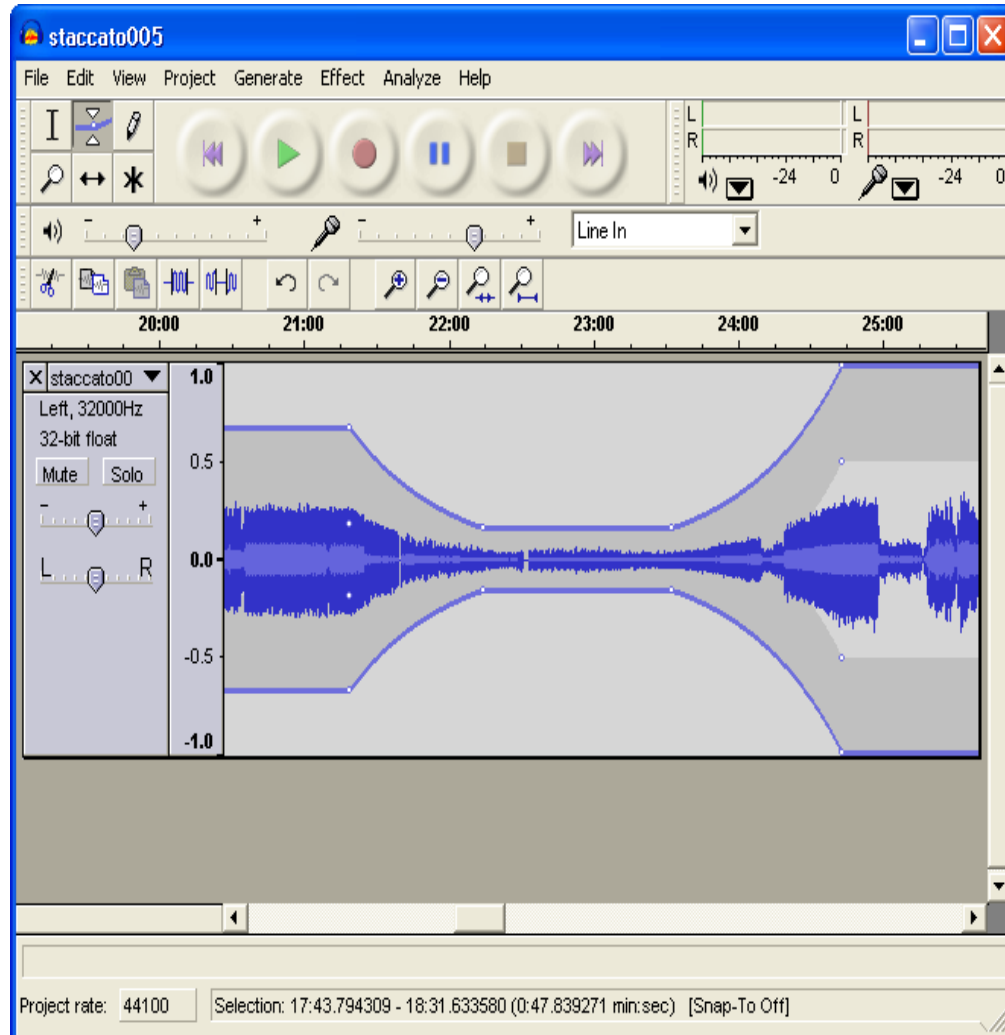 staccato005
File Edit View Project Generate Effect Analyze Help
L
R
-24 0
L
R
-24 0
- +
- +
Line In
20:00 21:00 22:00 23:00 24:00 25:00
X staccato00
Left, 32000Hz
32-bit float
Mute Solo
- +
L R
1.0
0.5
0.0
-0.5
-1.0
Project rate: 44100 Selection: 17:43.794309 - 18:31.633580 (0:47.839271 min:sec) [Snap-To Off]